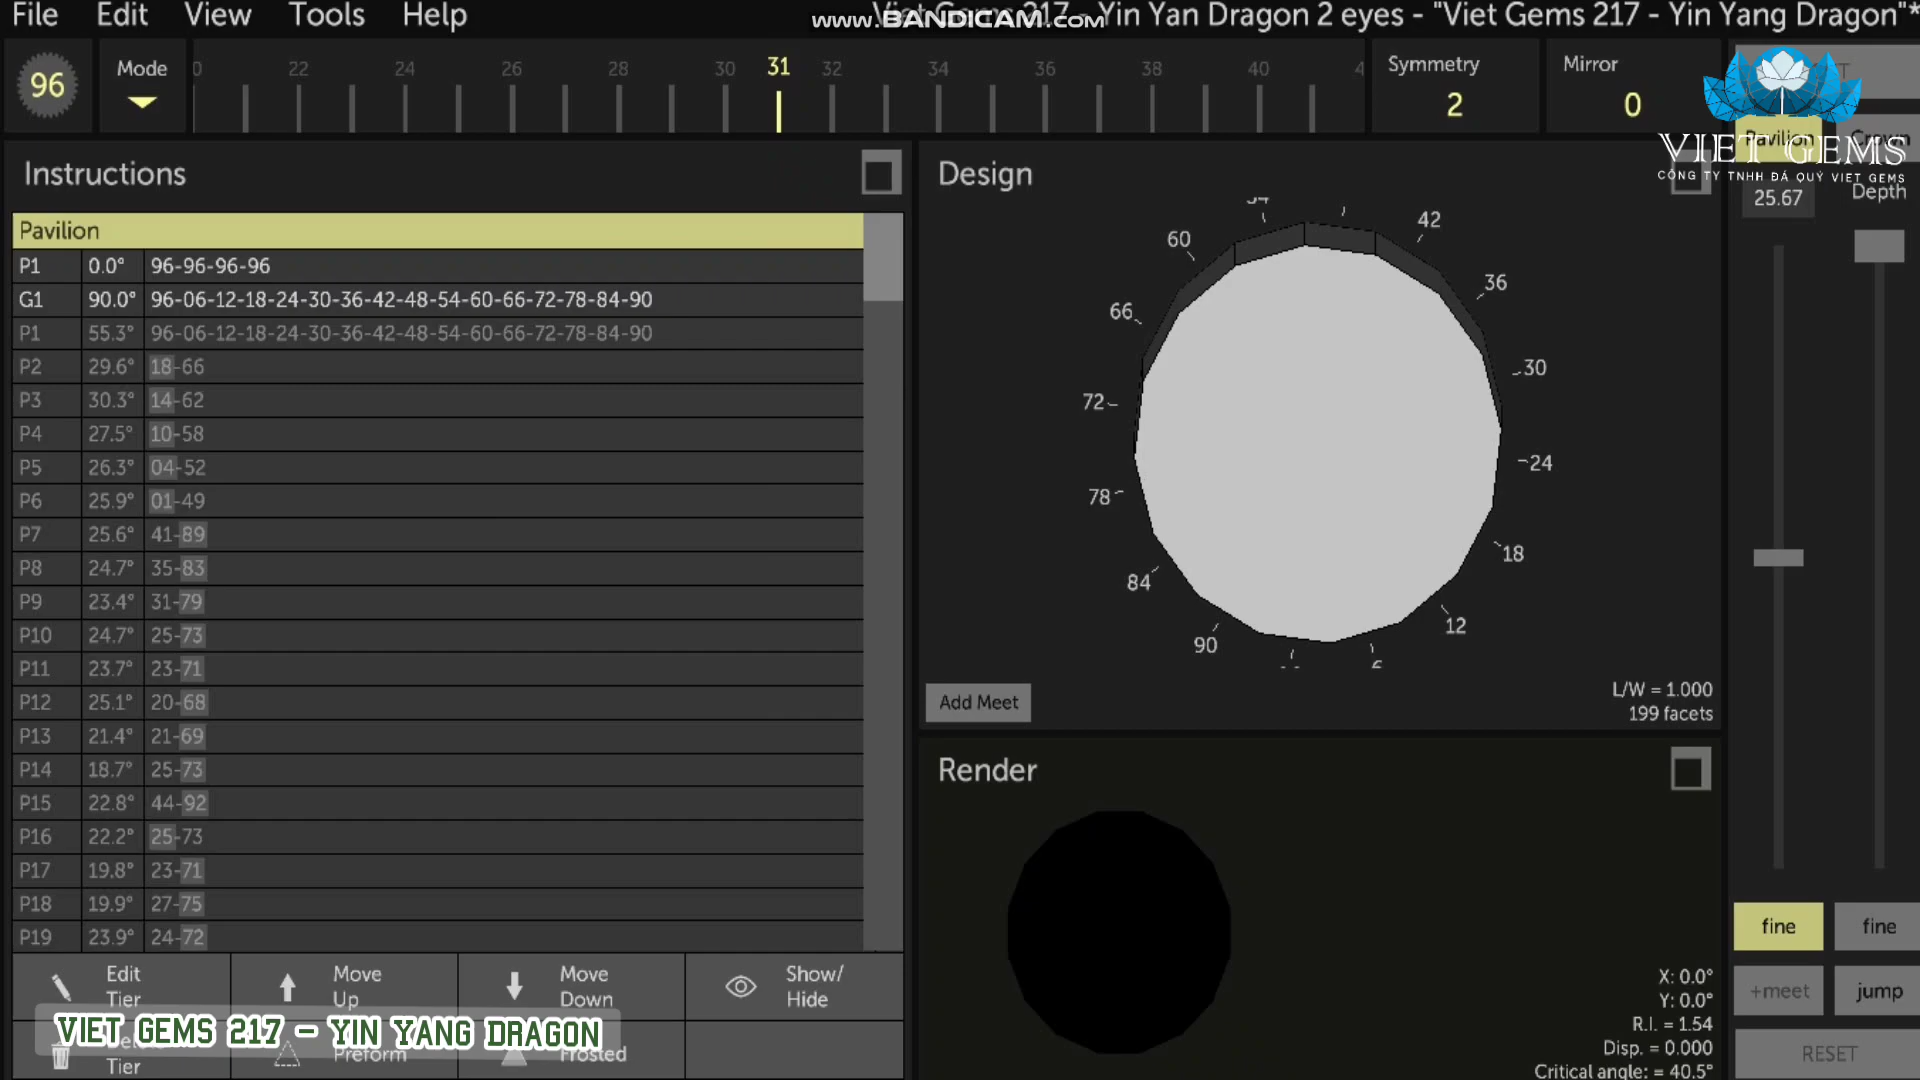 File Edit View Tools Help
www.BANDICAM.com
Viet Gems 217 - Yin Yan Dragon 2 eyes - "Viet Gems 217 - Yin Yang Dragon"*
96
Mode
22 24 26 28 30 31 32 34 36 38 40
Symmetry
2
Mirror
0
VIET GEMS
CÔNG TY TNHH ĐÁ QUÝ VIET GEMS
Pavilion Crown
25.67
Depth
Instructions
Pavilion
P1 0.0° 96-96-96-96
G1 90.0° 96-06-12-18-24-30-36-42-48-54-60-66-72-78-84-90
P1 55.3° 96-06-12-18-24-30-36-42-48-54-60-66-72-78-84-90
P2 29.6° 18-66
P3 30.3° 14-62
P4 27.5° 10-58
P5 26.3° 04-52
P6 25.9° 01-49
P7 25.6° 41-89
P8 24.7° 35-83
P9 23.4° 31-79
P10 24.7° 25-73
P11 23.7° 23-71
P12 25.1° 20-68
P13 21.4° 21-69
P14 18.7° 25-73
P15 22.8° 44-92
P16 22.2° 25-73
P17 19.8° 23-71
P18 19.9° 27-75
P19 23.9° 24-72
Edit
Tier
Move
Up
Move
Down
Show/
Hide
VIET GEMS 217 - YIN YANG DRAGON
Tier
Preform
Frosted
Design
42
60
36
66
30
72
24
78
18
84
12
90
Add Meet
L/W = 1.000
199 facets
Render
X: 0.0°
Y: 0.0°
R.I. = 1.54
Disp. = 0.000
Critical angle: = 40.5°
fine fine
+meet jump
RESET